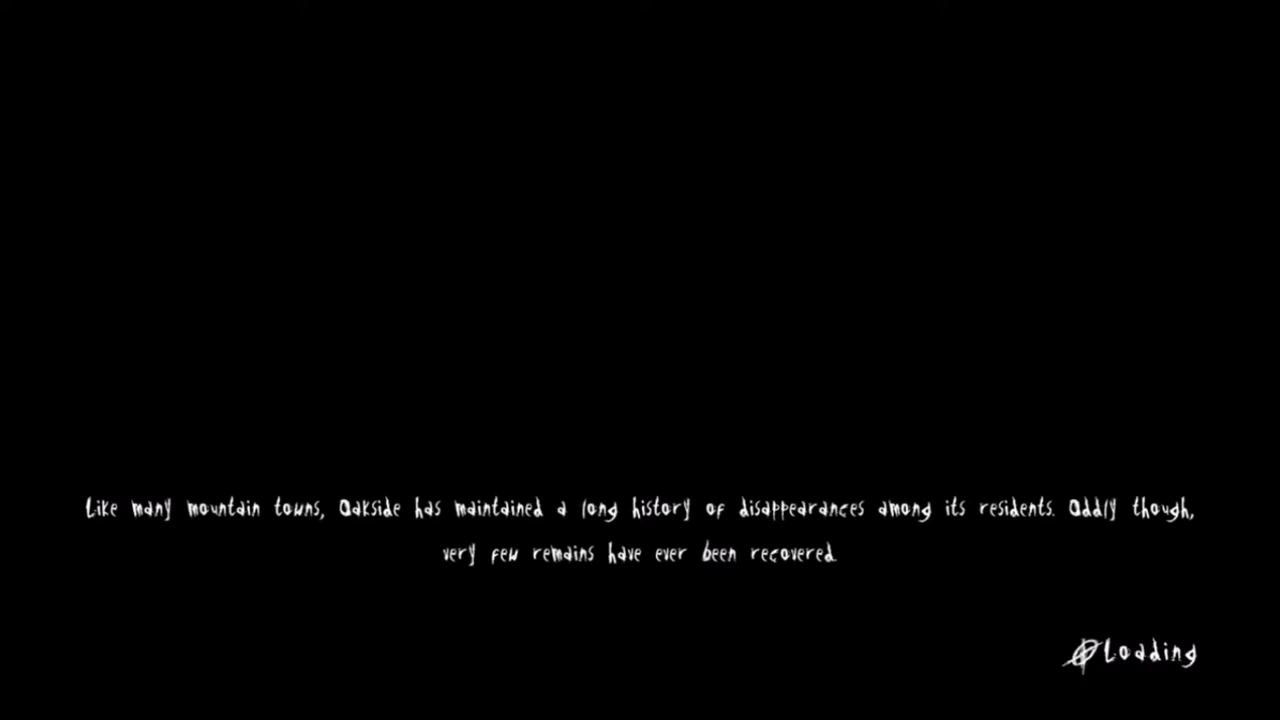 Like many mountain towns, Oakside has maintained a long history of disappearances among its residents. Oddly though,
very few remains have ever been recovered.
Loading